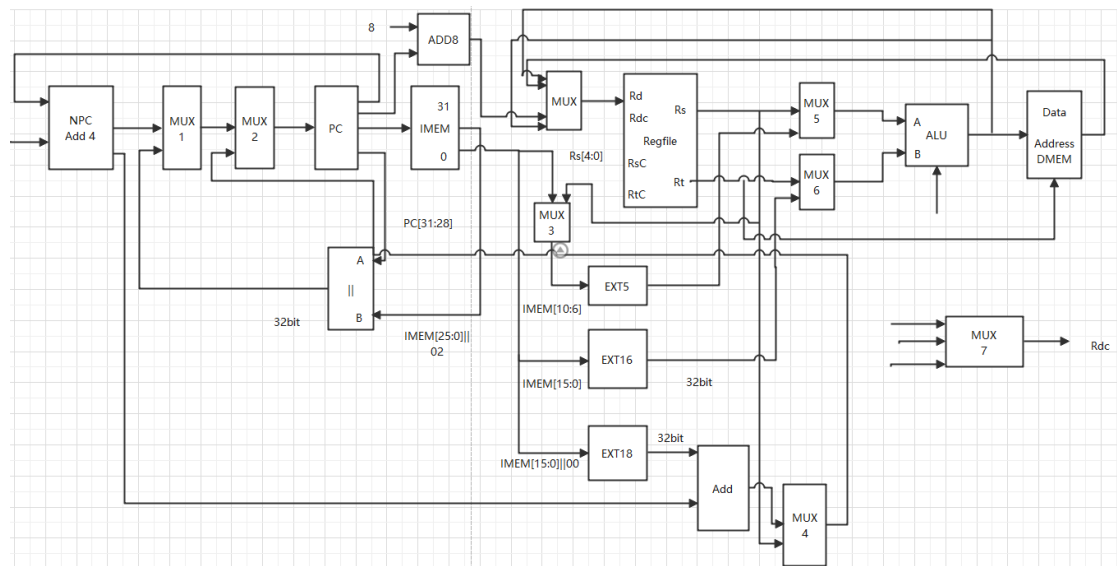 8
ADD8
NPC
Add 4
MUX
1
MUX
2
PC
31
IMEM
0
MUX
Rd
Rdc
Rs
Regfile
RsC
Rt
RtC
Rs[4:0]
MUX
5
MUX
6
A
ALU
B
Data
Address
DMEM
MUX
3
PC[31:28]
A
||
B
32bit
IMEM[25:0]||
02
EXT5
IMEM[10:6]
EXT16
IMEM[15:0]
32bit
MUX
7
Rdc
EXT18
32bit
IMEM[15:0]||00
Add
MUX
4